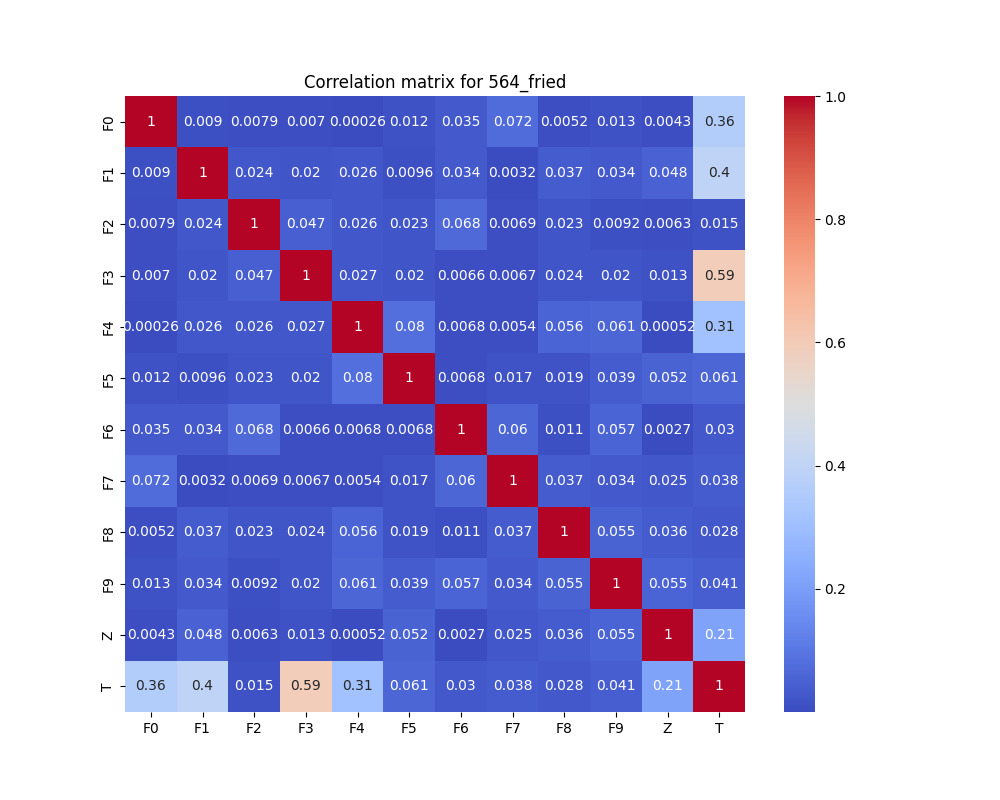 Correlation matrix for 564_fried
F0 1 0.009 0.0079 0.007 0.00026 0.012 0.035 0.072 0.0052 0.013 0.0043 0.36
F1 0.009 1 0.024 0.02 0.026 0.0096 0.034 0.0032 0.037 0.034 0.048 0.4
F2 0.0079 0.024 1 0.047 0.026 0.023 0.068 0.0069 0.023 0.0092 0.0063 0.015
F3 0.007 0.02 0.047 1 0.027 0.02 0.0066 0.0067 0.024 0.02 0.013 0.59
F4 0.00026 0.026 0.026 0.027 1 0.08 0.0068 0.0054 0.056 0.061 0.00052 0.31
F5 0.012 0.0096 0.023 0.02 0.08 1 0.0068 0.017 0.019 0.039 0.052 0.061
F6 0.035 0.034 0.068 0.0066 0.0068 0.0068 1 0.06 0.011 0.057 0.0027 0.03
F7 0.072 0.0032 0.0069 0.0067 0.0054 0.017 0.06 1 0.037 0.034 0.025 0.038
F8 0.0052 0.037 0.023 0.024 0.056 0.019 0.011 0.037 1 0.055 0.036 0.028
F9 0.013 0.034 0.0092 0.02 0.061 0.039 0.057 0.034 0.055 1 0.055 0.041
Z 0.0043 0.048 0.0063 0.013 0.00052 0.052 0.0027 0.025 0.036 0.055 1 0.21
T 0.36 0.4 0.015 0.59 0.31 0.061 0.03 0.038 0.028 0.041 0.21 1
F0 F1 F2 F3 F4 F5 F6 F7 F8 F9 Z T
1.0
0.8
0.6
0.4
0.2